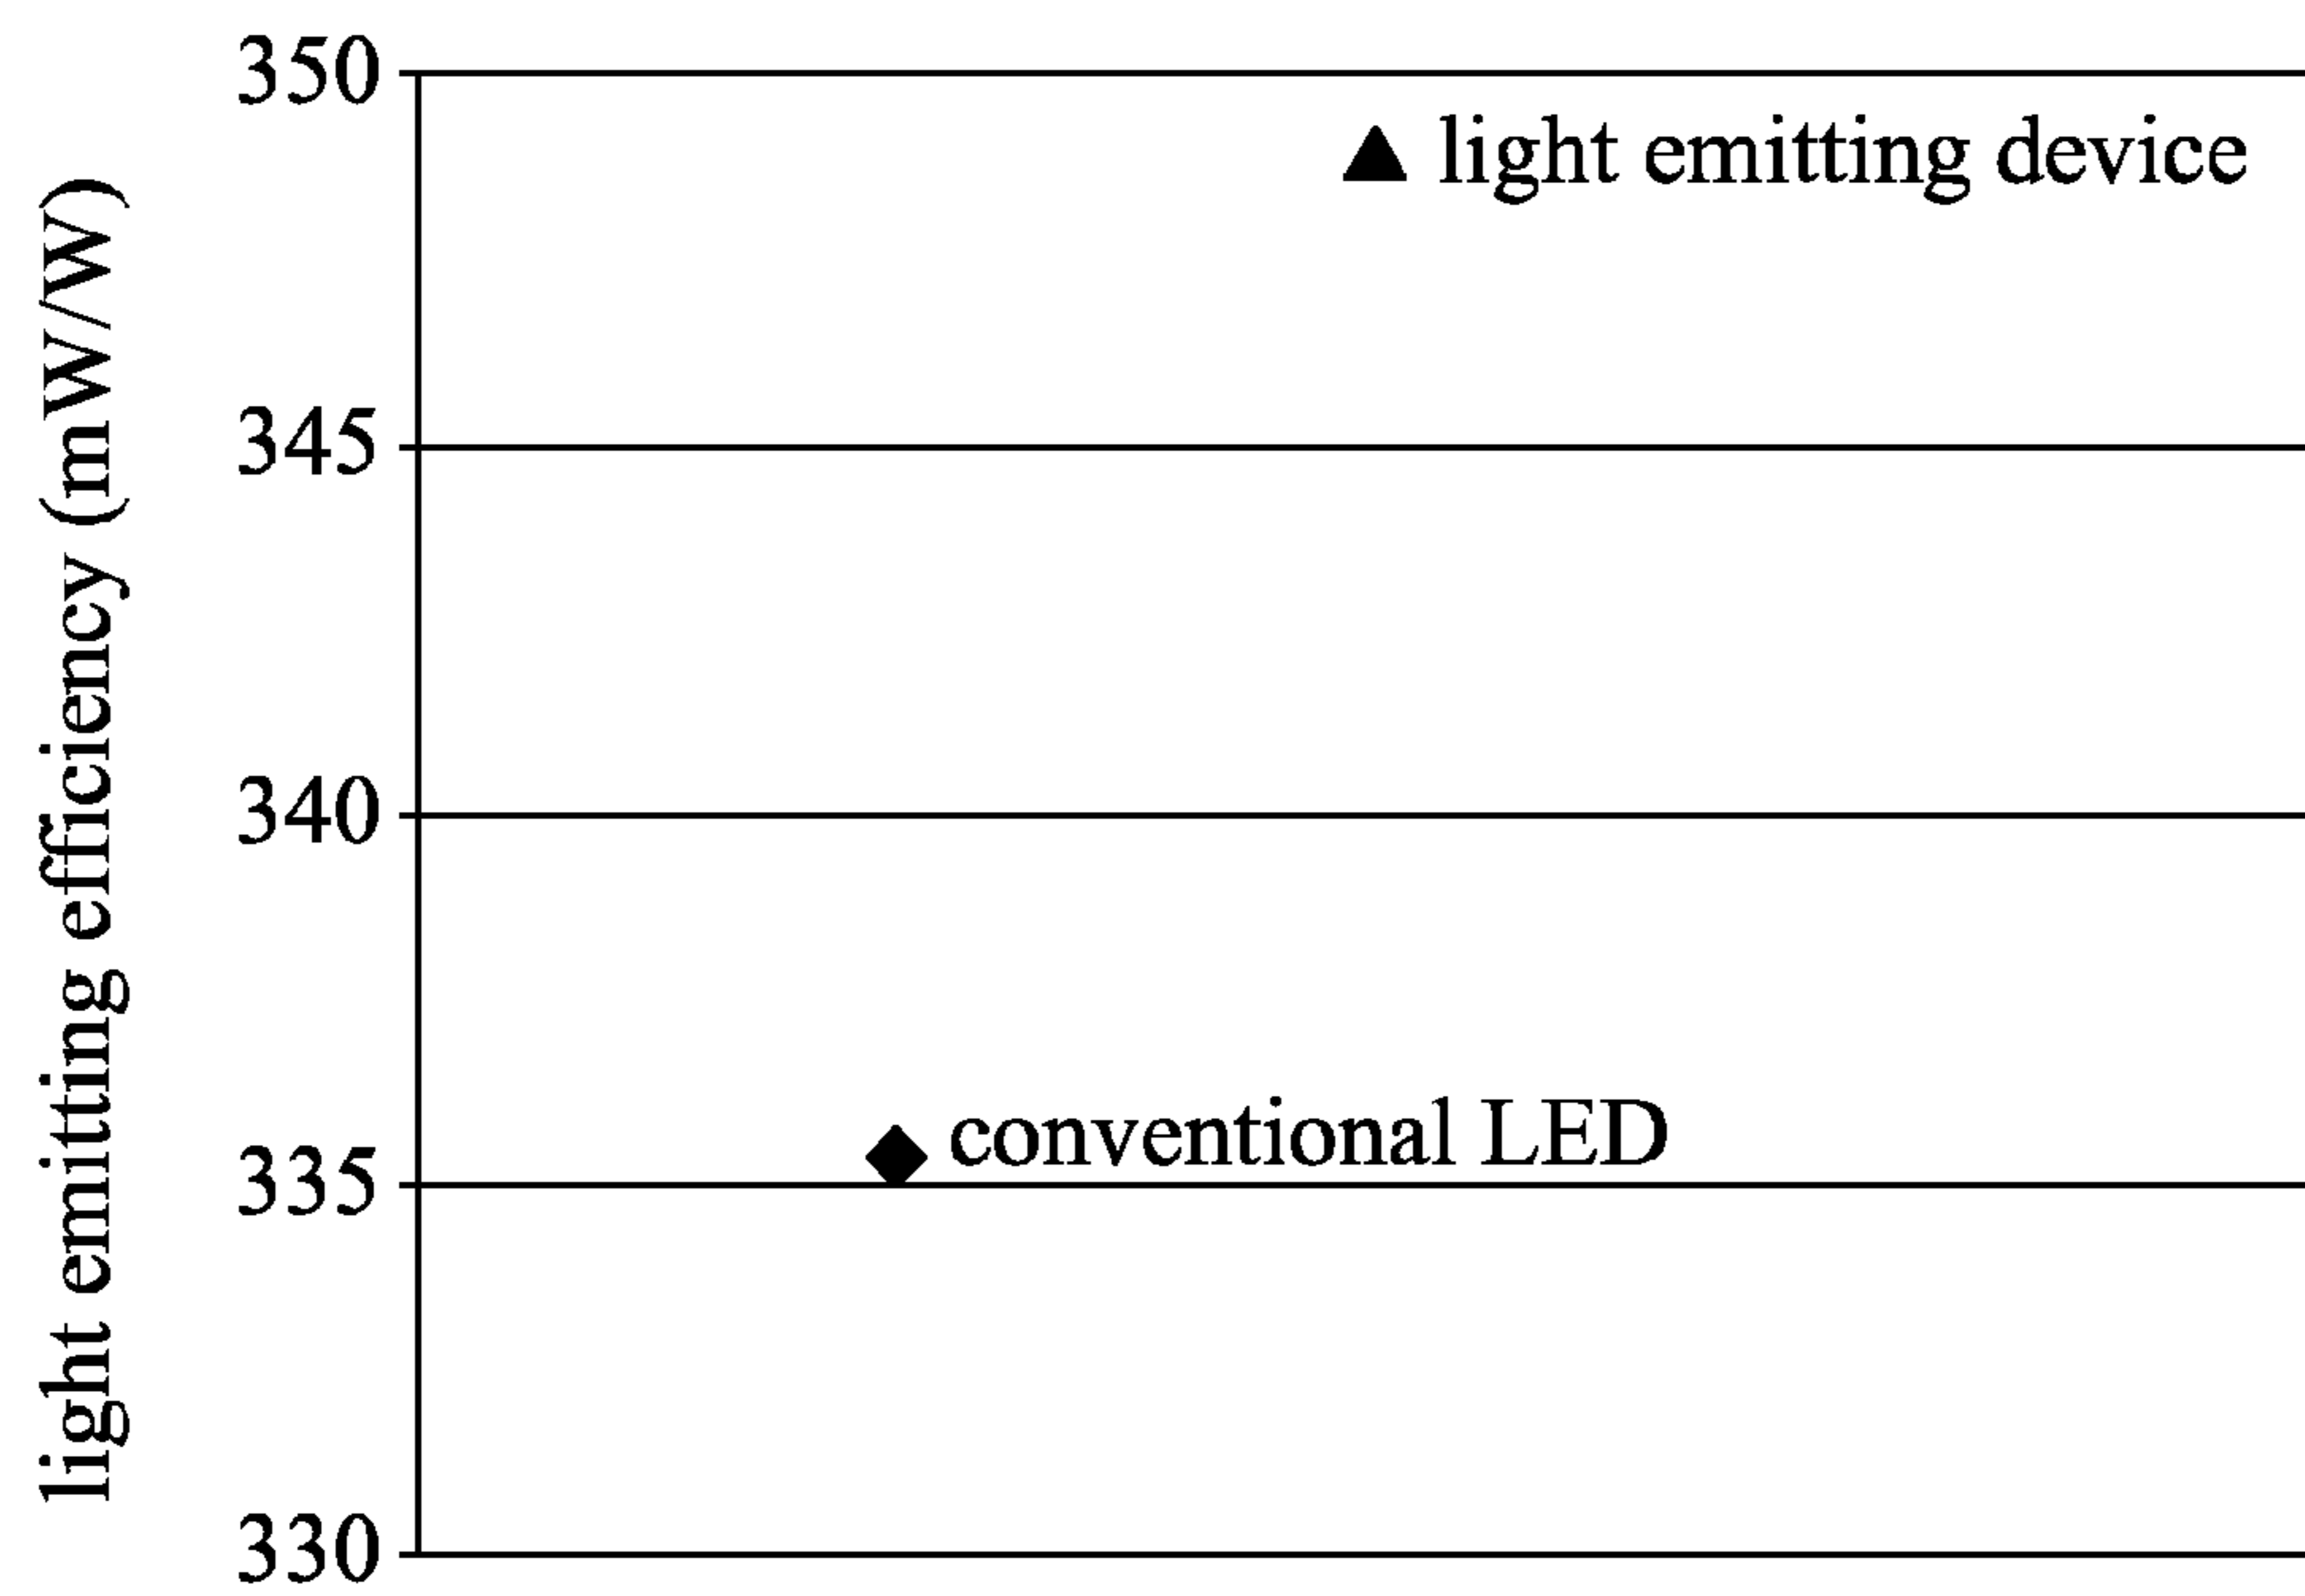 light emitting efficiency (mW/W)
350
light emitting device
345
340
conventional LED
335
330